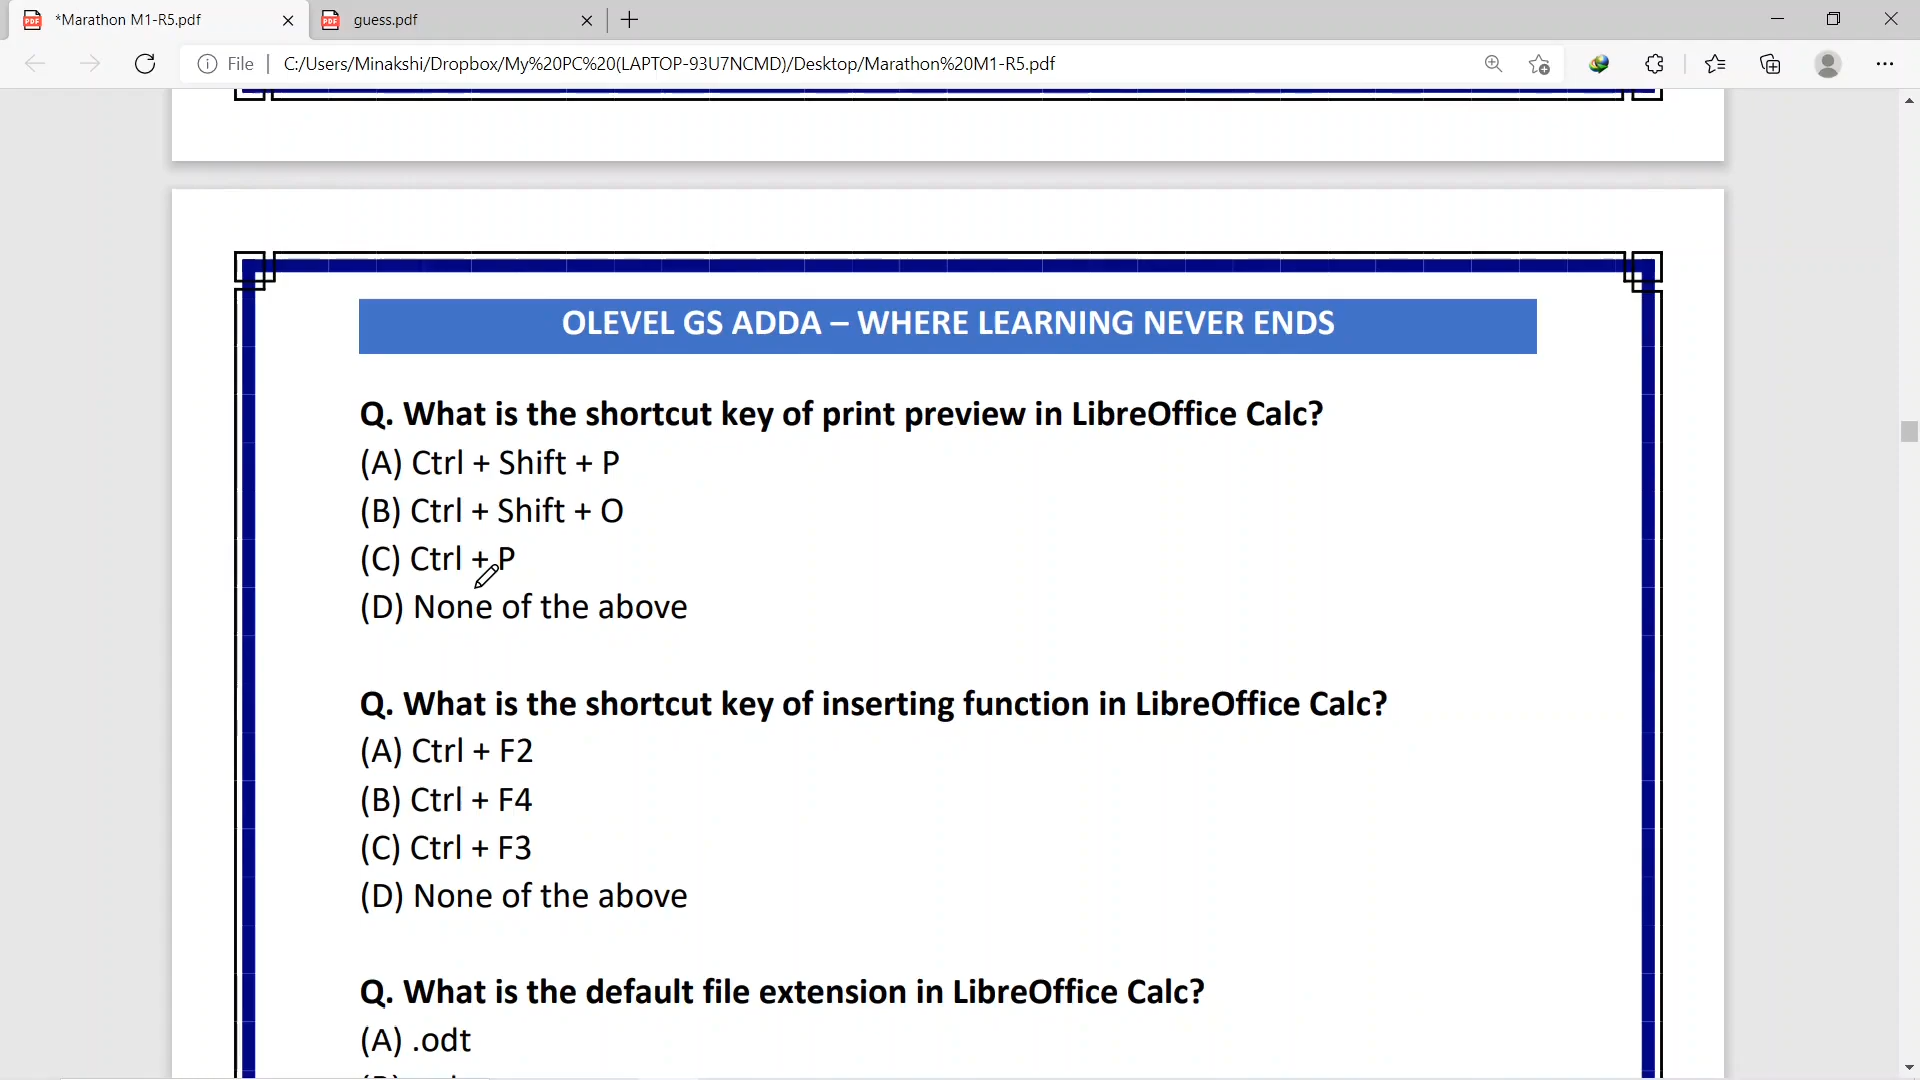 *Marathon M1-R5.pdf
guess.pdf
File
C:/Users/Minakshi/Dropbox/My%20PC%20(LAPTOP-93U7NCMD)/Desktop/Marathon%20M1-R5.pdf
OLEVEL GS ADDA – WHERE LEARNING NEVER ENDS
Q. What is the shortcut key of print preview in LibreOffice Calc?
(A) Ctrl + Shift + P
(B) Ctrl + Shift + O
(C) Ctrl + P
(D) None of the above
Q. What is the shortcut key of inserting function in LibreOffice Calc?
(A) Ctrl + F2
(B) Ctrl + F4
(C) Ctrl + F3
(D) None of the above
Q. What is the default file extension in LibreOffice Calc?
(A) .odt